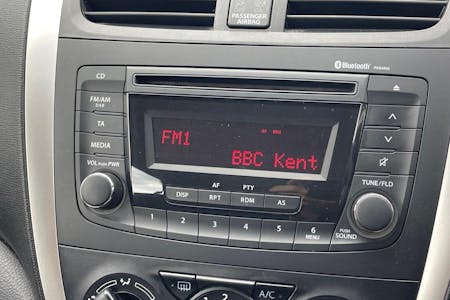 PASSENGER
AIRBAG
Bluetooth
CD
FM/AM
DAB
TA
MEDIA
VOL PUSH PWR
FM1
BBC Kent
AF PTY
DISP RPT RDM AS
1 2 3 4 5 6
MENU
TUNE/FLD
PUSH
SOUND
A/C